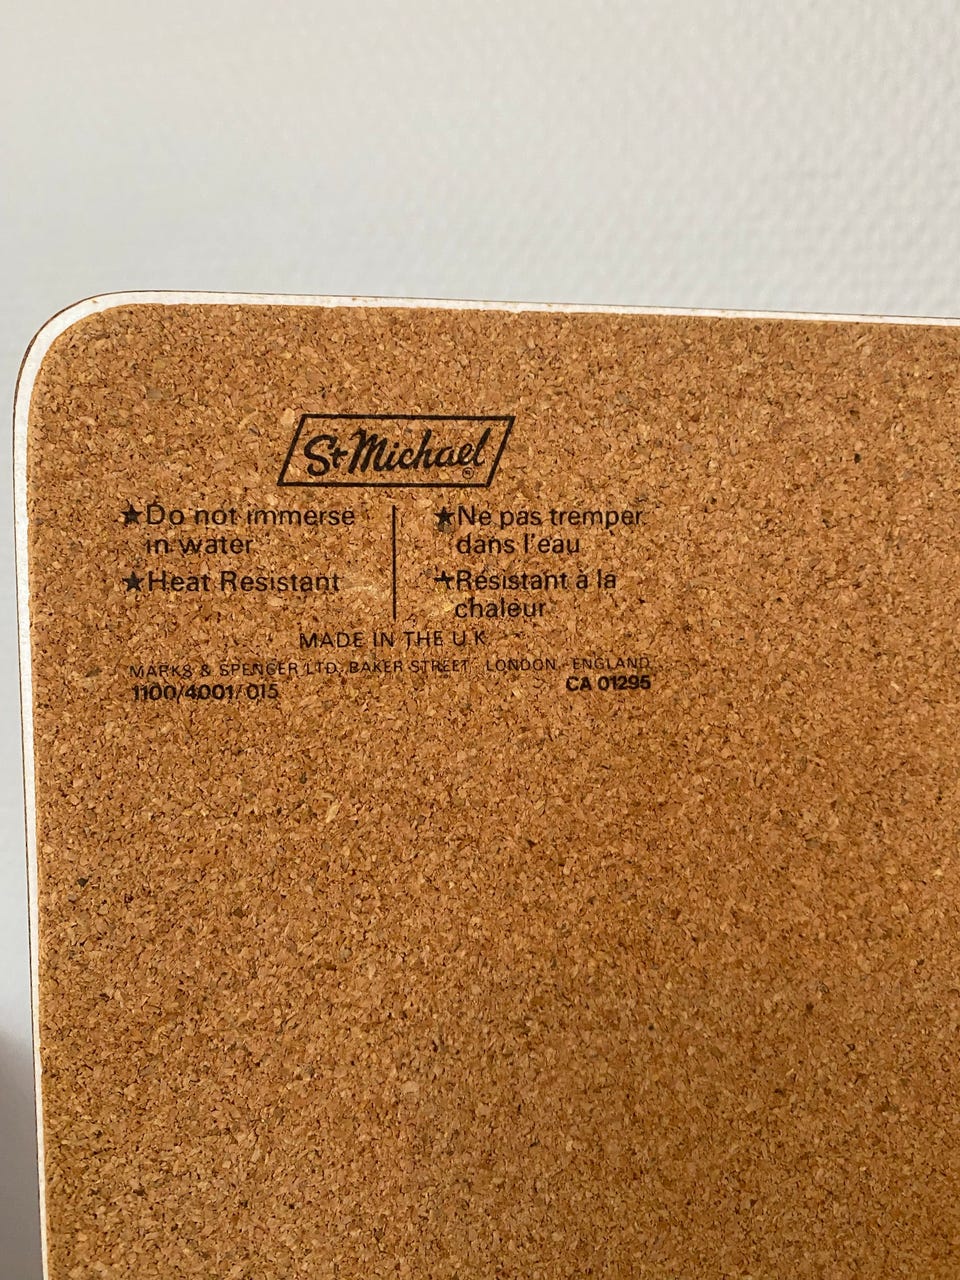 St Michael ®
★Do not immerse
in water
★Heat Resistant
★Ne pas tremper
dans l'eau
★Résistant à la
chaleur
MADE IN THE U.K.
MARKS & SPENCER LTD, BAKER STREET LONDON - ENGLAND
1100/4001/015
CA 01295